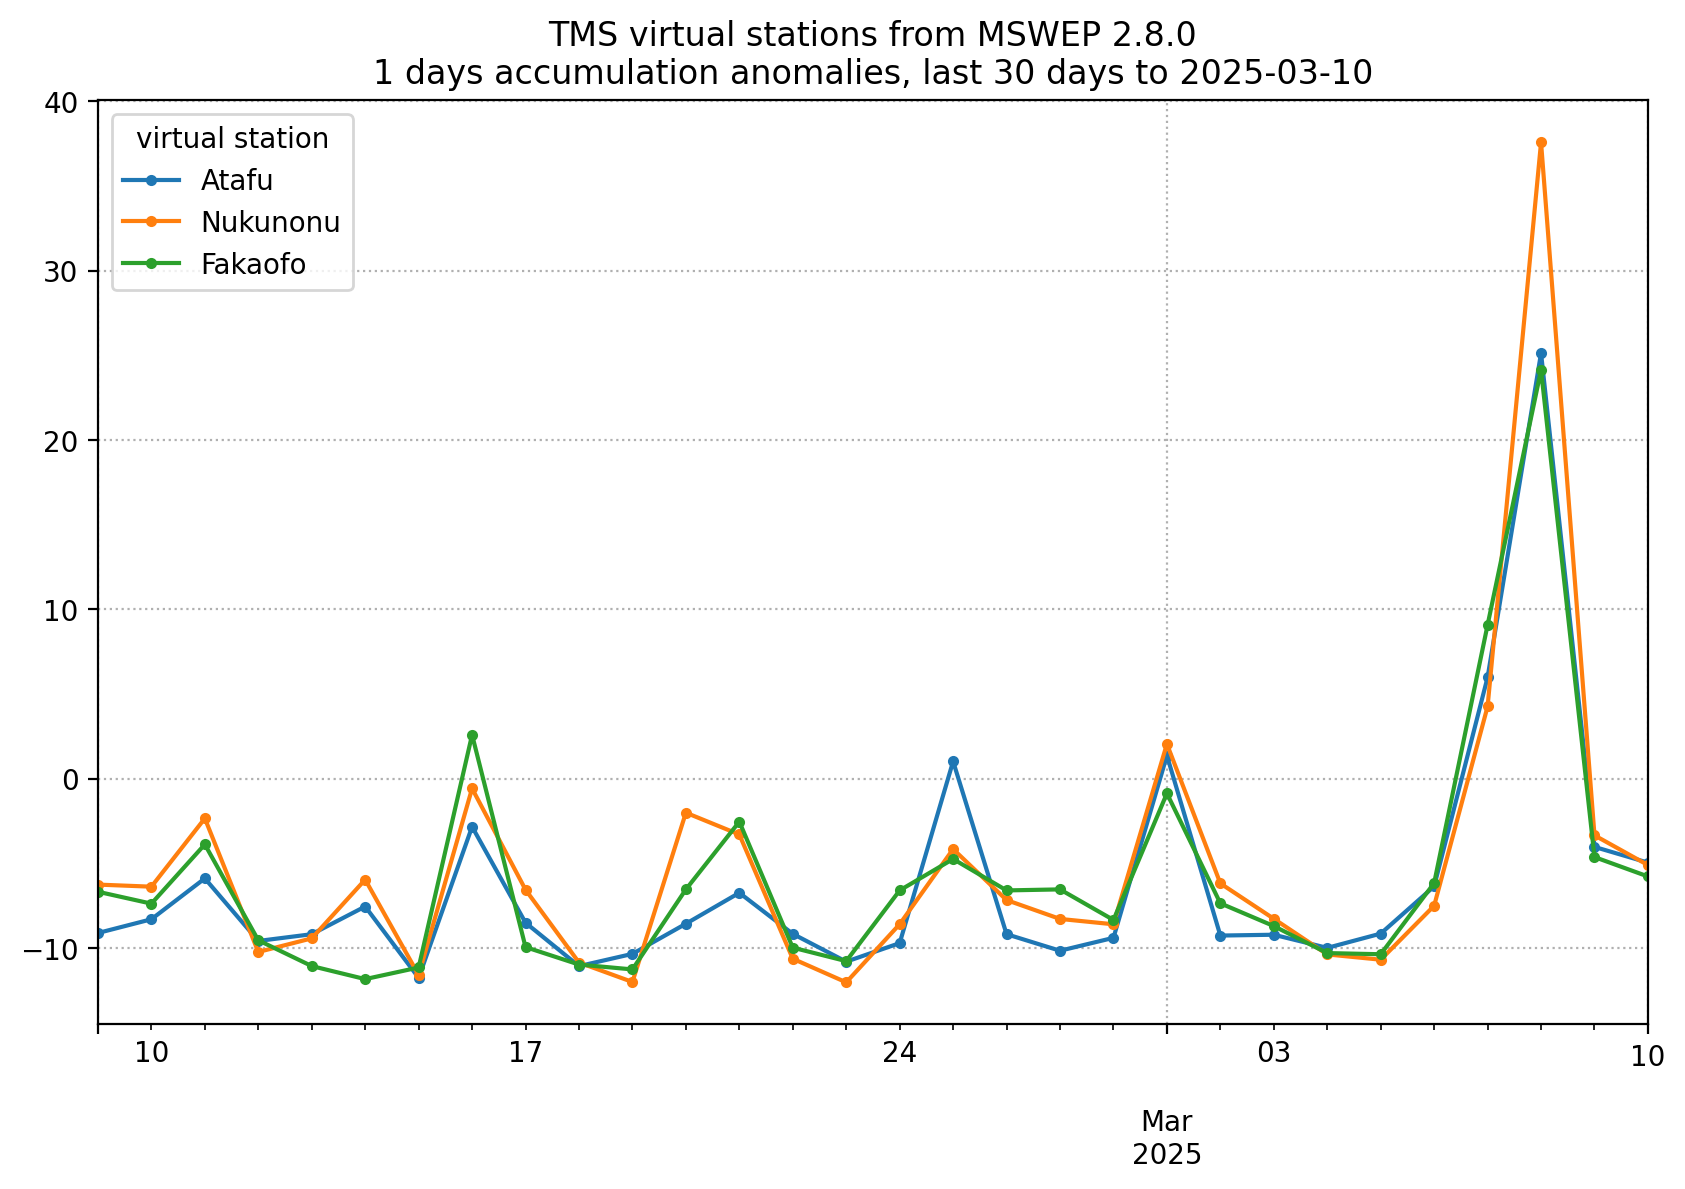 TMS virtual stations from MSWEP 2.8.0
1 days accumulation anomalies, last 30 days to 2025-03-10
virtual station
Atafu
Nukunonu
Fakaofo
40
30
20
10
0
−10
10 17 24 03 10
Mar
2025